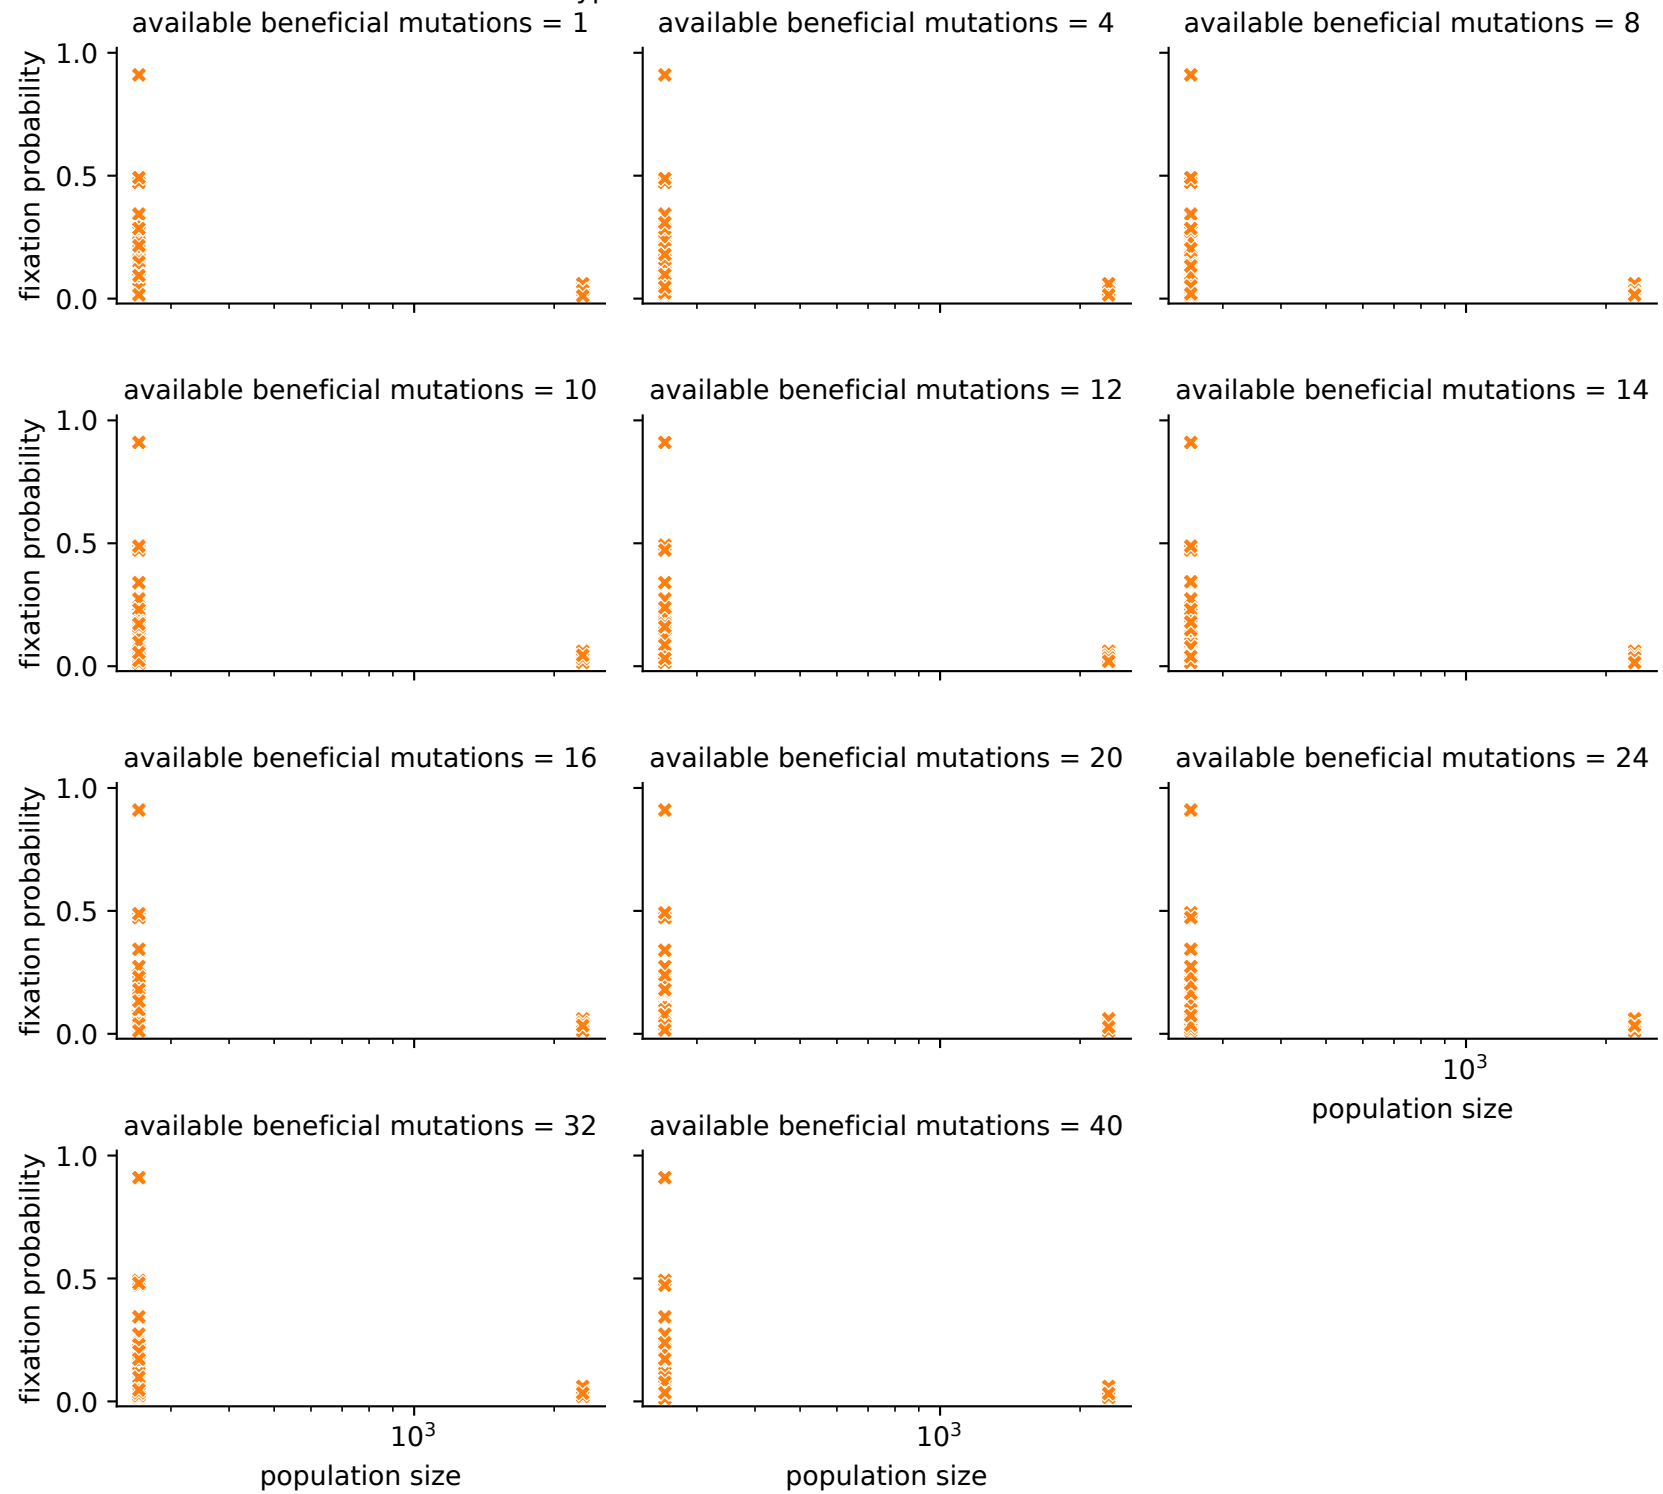 available beneficial mutations = 1
available beneficial mutations = 4
available beneficial mutations = 8
fixation probability
1.0
0.5
0.0
available beneficial mutations = 10
available beneficial mutations = 12
available beneficial mutations = 14
fixation probability
1.0
0.5
0.0
available beneficial mutations = 16
available beneficial mutations = 20
available beneficial mutations = 24
fixation probability
1.0
0.5
0.0
10³
population size
available beneficial mutations = 32
available beneficial mutations = 40
fixation probability
1.0
0.5
0.0
10³
10³
population size
population size